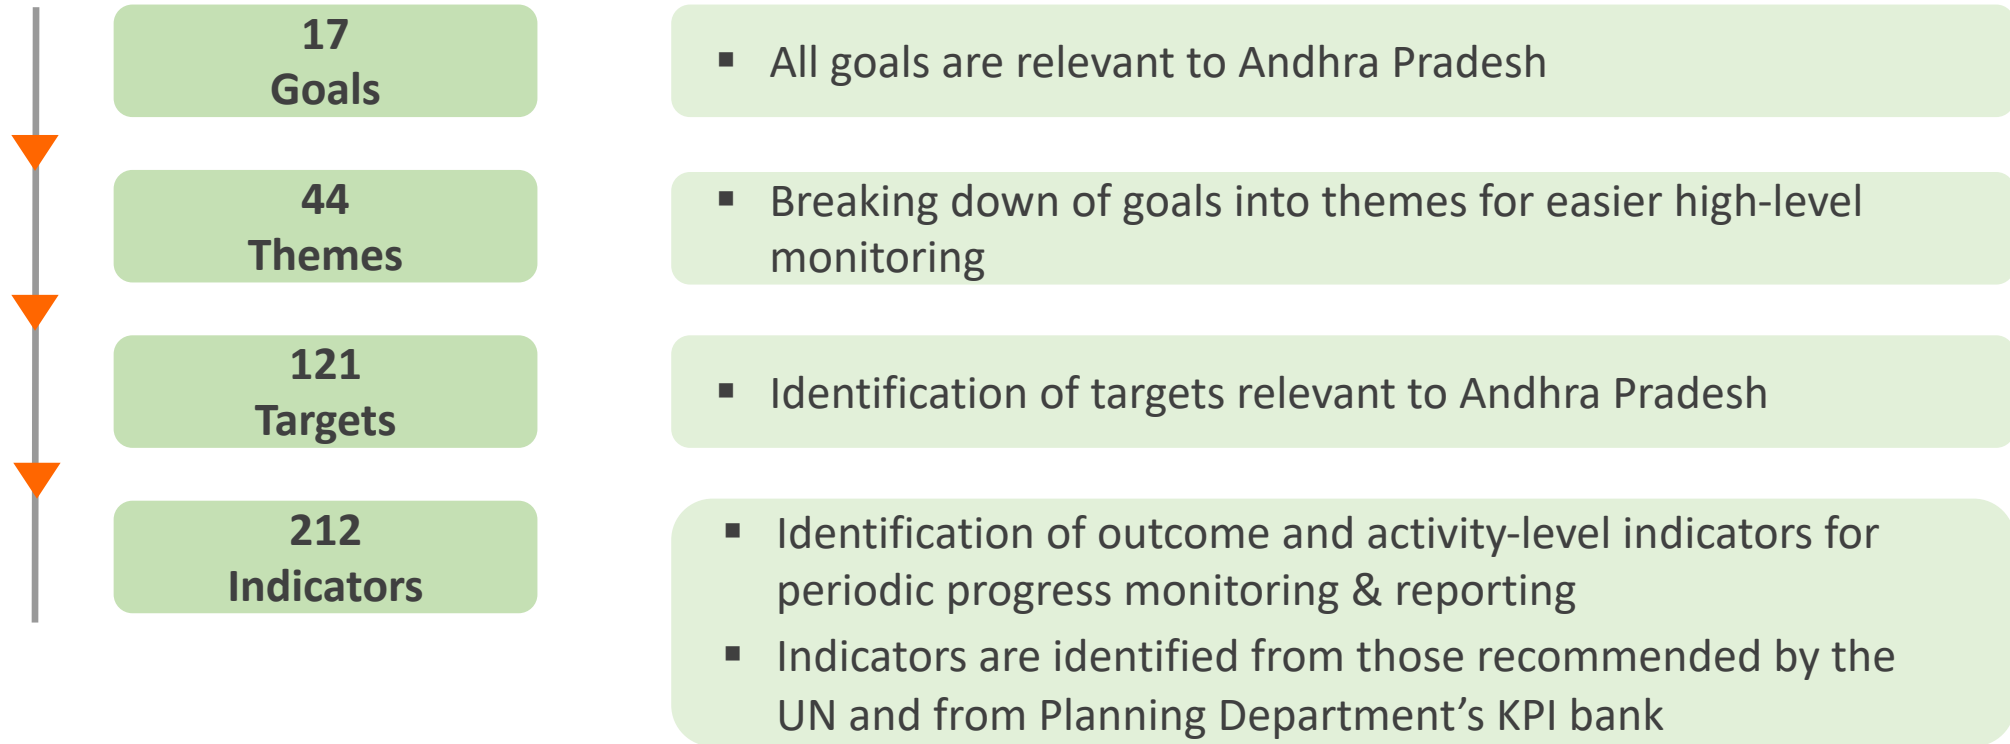 17
Goals
▪ All goals are relevant to Andhra Pradesh
44
Themes
▪ Breaking down of goals into themes for easier high-level
monitoring
121
Targets
▪ Identification of targets relevant to Andhra Pradesh
212
Indicators
▪ Identification of outcome and activity-level indicators for
periodic progress monitoring & reporting
▪ Indicators are identified from those recommended by the
UN and from Planning Department’s KPI bank